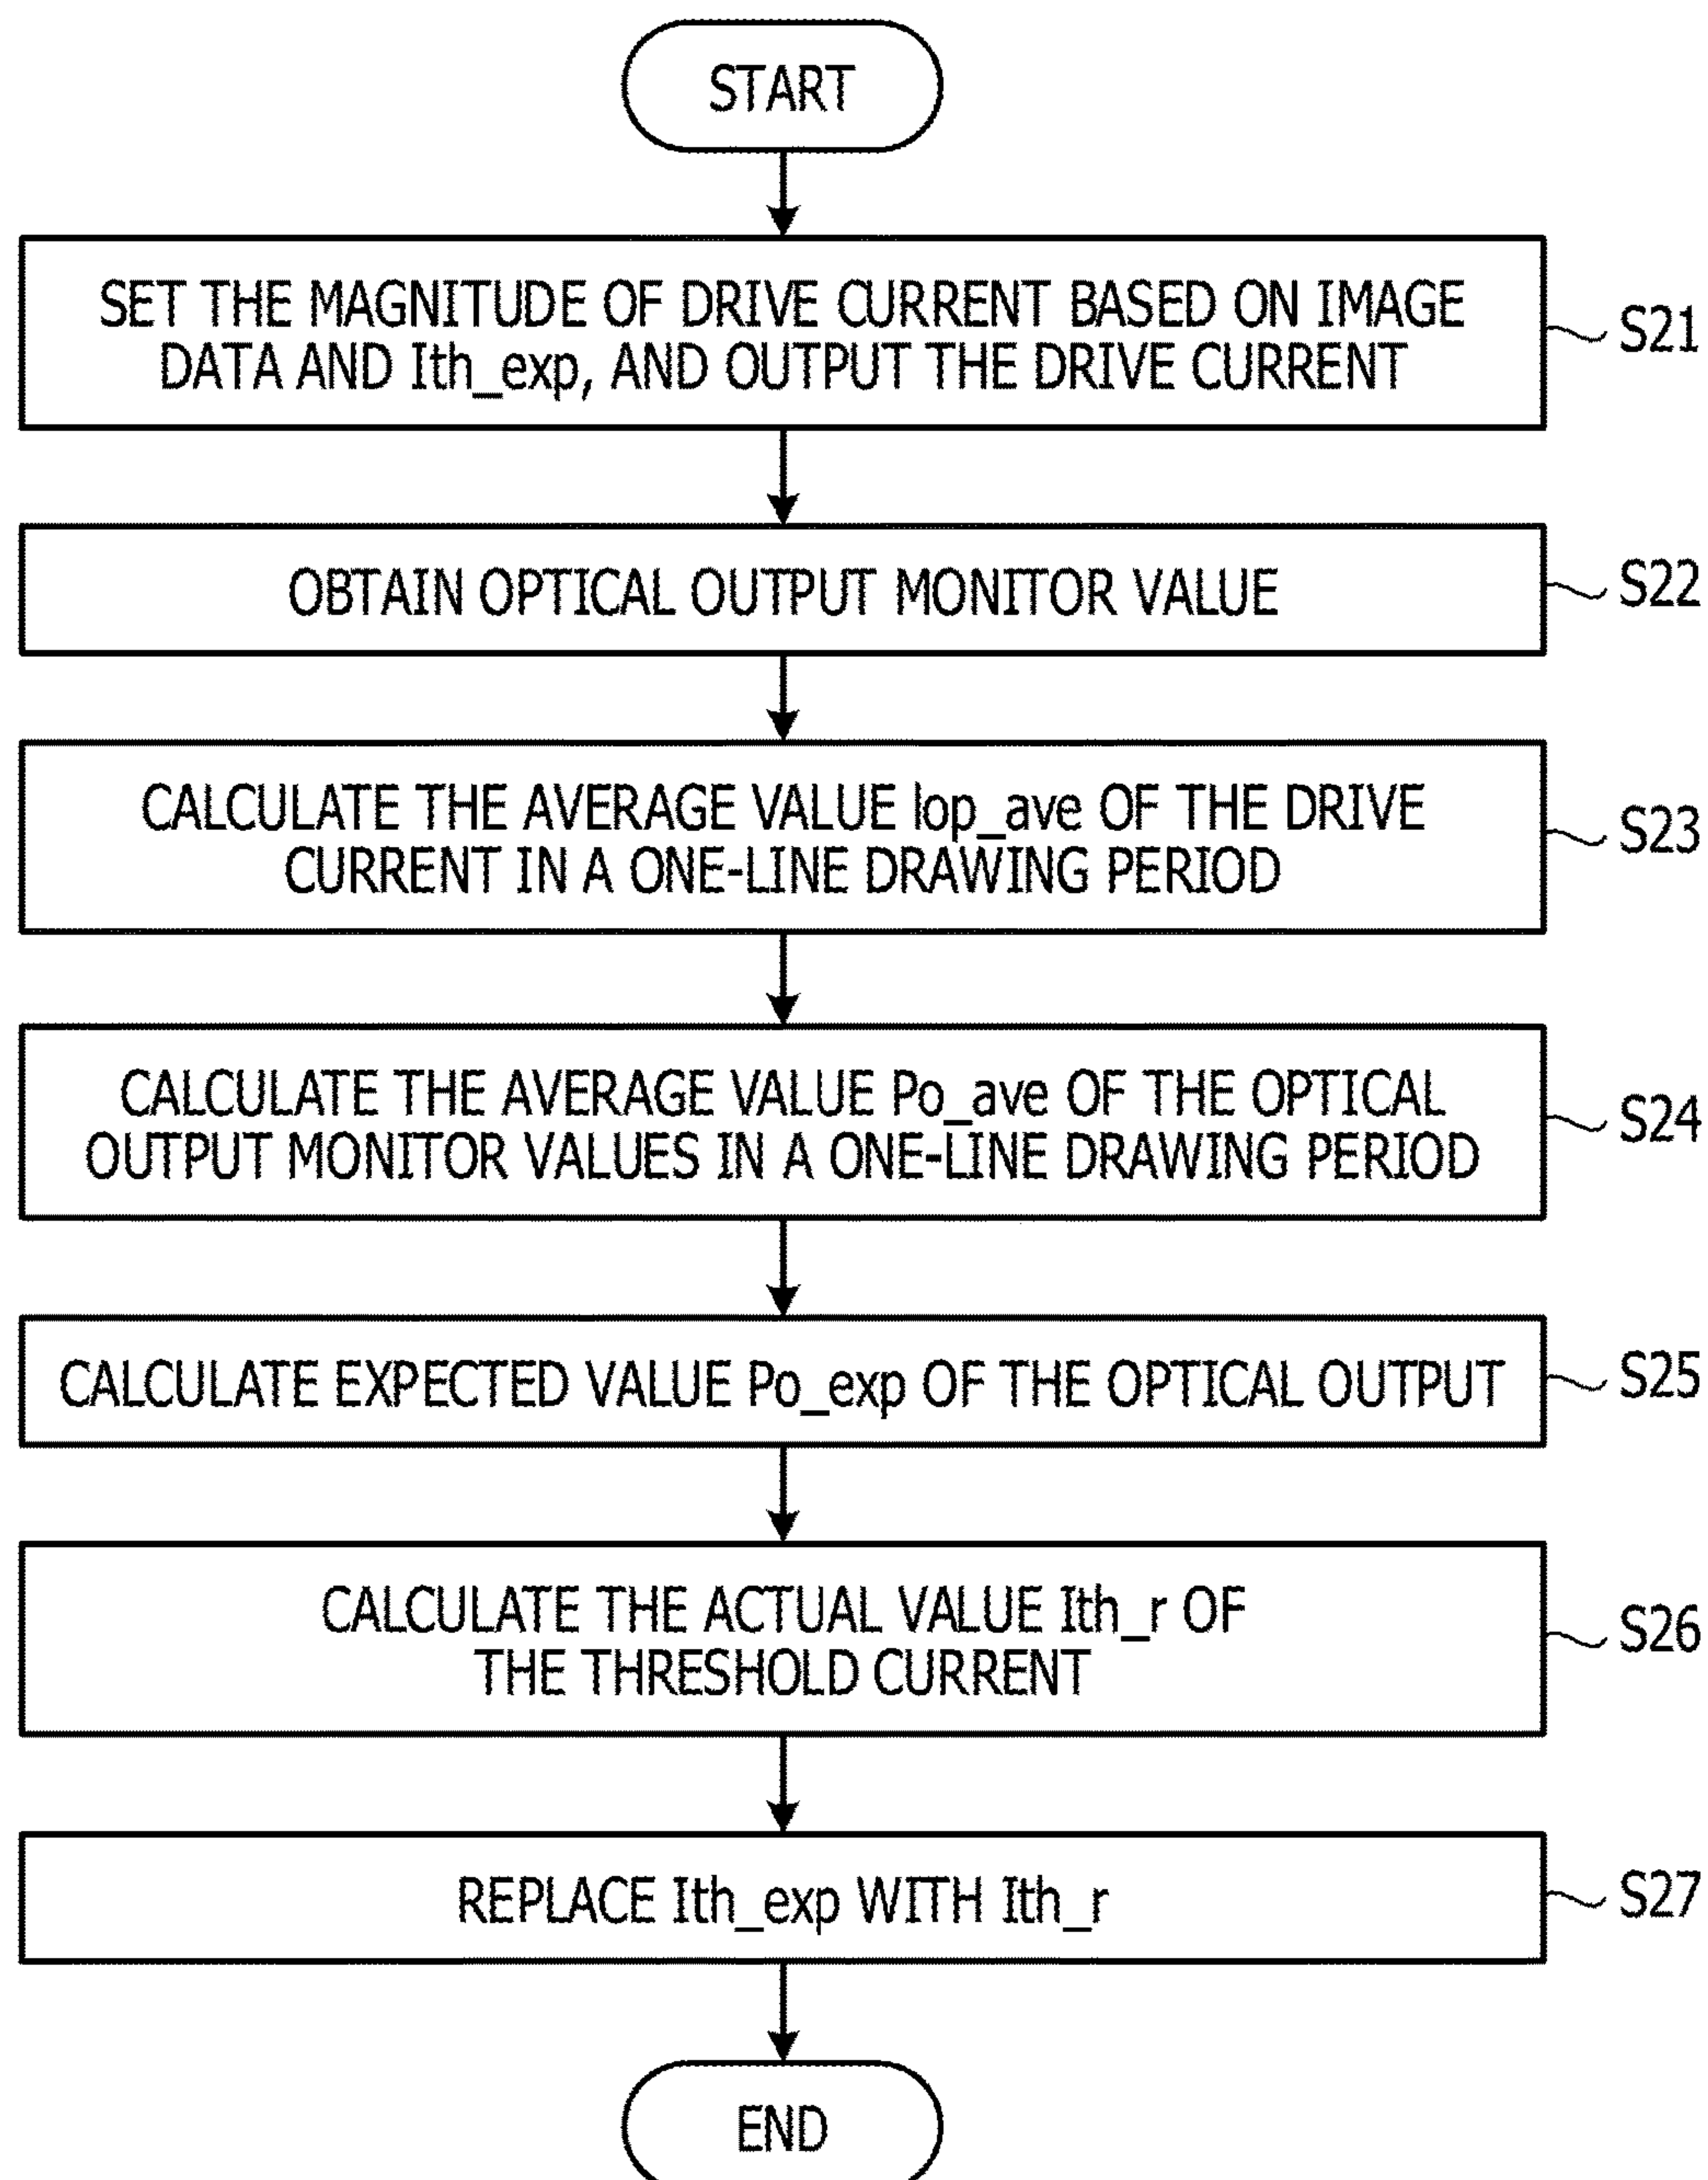 START
SET THE MAGNITUDE OF DRIVE CURRENT BASED ON IMAGE
DATA AND Ith_exp, AND OUTPUT THE DRIVE CURRENT
S21
OBTAIN OPTICAL OUTPUT MONITOR VALUE
S22
CALCULATE THE AVERAGE VALUE Iop_ave OF THE DRIVE
CURRENT IN A ONE-LINE DRAWING PERIOD
S23
CALCULATE THE AVERAGE VALUE Po_ave OF THE OPTICAL
OUTPUT MONITOR VALUES IN A ONE-LINE DRAWING PERIOD
S24
CALCULATE EXPECTED VALUE Po_exp OF THE OPTICAL OUTPUT
S25
CALCULATE THE ACTUAL VALUE Ith_r OF
THE THRESHOLD CURRENT
S26
REPLACE Ith_exp WITH Ith_r
S27
END